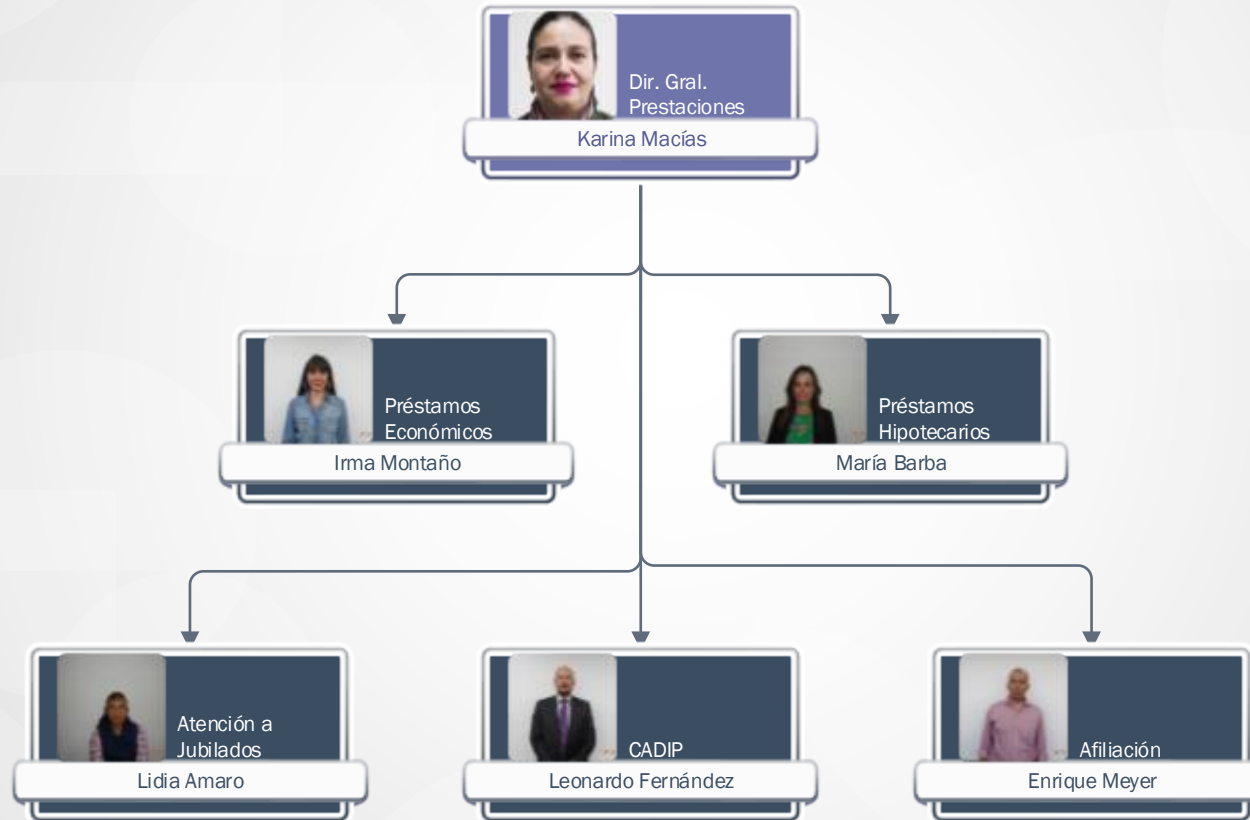 Dir. Gral.
Prestaciones
Karina Macías
Préstamos
Económicos
Irma Montaño
Préstamos
Hipotecarios
María Barba
Atención a
Jubilados
Lidia Amaro
CADIP
Leonardo Fernández
Afiliación
Enrique Meyer